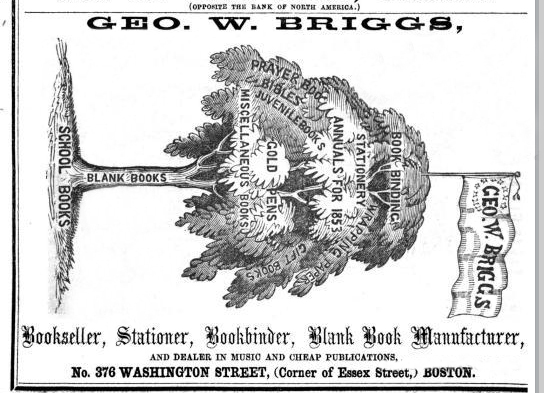 (OPPOSITE THE BANK OF NORTH AMERICA.)
GEO. W. BRIGGS,
PRAYER BOOKS
BIBLES
JUVENILE BOOKS
MISCELLANEOUS BOOKS
GOLD PENS
ANNUALS FOR 1853
STATIONERY
BOOK BINDING
WRAPPING PAPERS
GIFT BOOKS
SCHOOL BOOKS
BLANK BOOKS
GEO. W. BRIGGS
Bookseller, Stationer, Bookbinder, Blank Book Manufacturer,
AND DEALER IN MUSIC AND CHEAP PUBLICATIONS,
No. 376 WASHINGTON STREET, (Corner of Essex Street,) BOSTON.